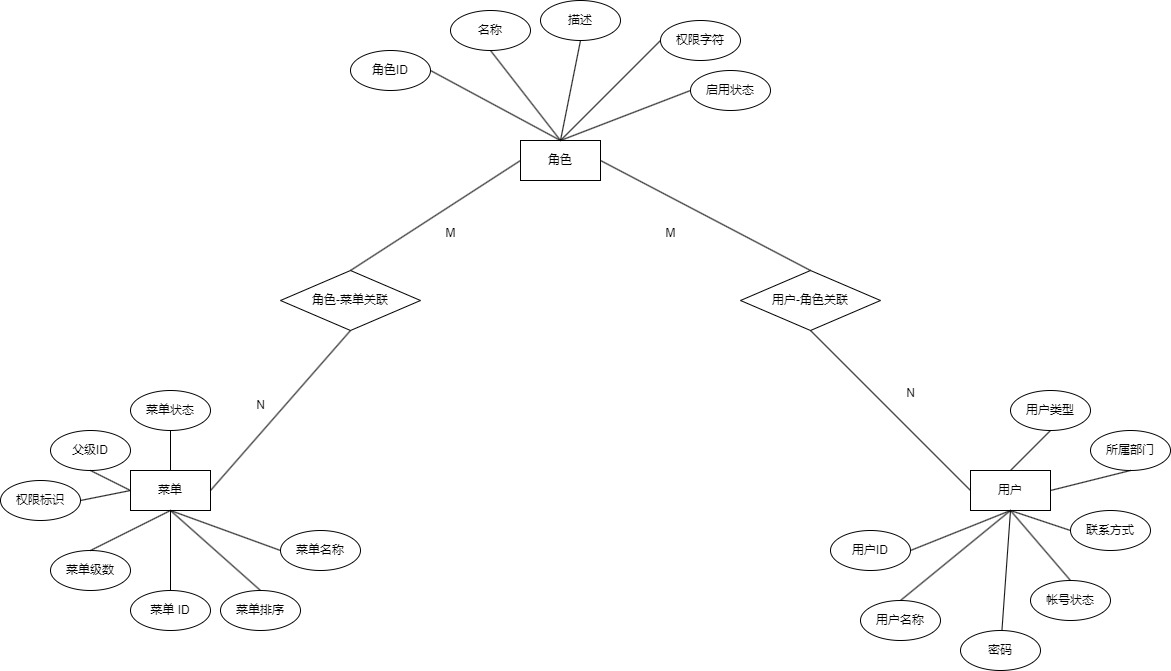 描述
名称
权限字符
角色ID
启用状态
角色
M
M
角色-菜单关联
用户-角色关联
N
N
菜单状态
用户类型
父级ID
所属部门
菜单
用户
权限标识
联系方式
菜单名称
用户ID
菜单级数
帐号状态
菜单 ID
菜单排序
用户名称
密码